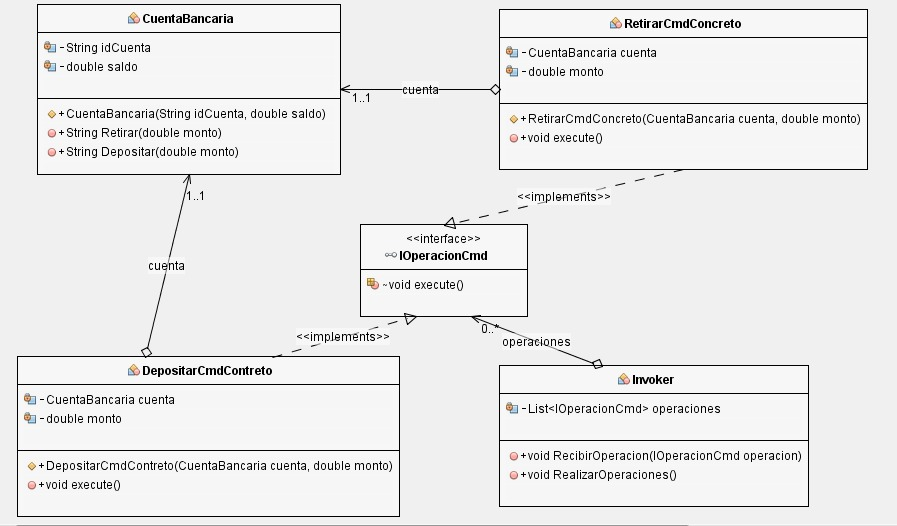 CuentaBancaria
- String idCuenta
- double saldo
+ CuentaBancaria(String idCuenta, double saldo)
+ String Retirar(double monto)
+ String Depositar(double monto)
RetirarCmdConcreto
- CuentaBancaria cuenta
- double monto
+ RetirarCmdConcreto(CuentaBancaria cuenta, double monto)
+ void execute()
cuenta
1..1
<<implements>>
1..1
cuenta
<<interface>>
IOperacionCmd
~void execute()
<<implements>>
0..*
operaciones
DepositarCmdContreto
- CuentaBancaria cuenta
- double monto
+ DepositarCmdContreto(CuentaBancaria cuenta, double monto)
+ void execute()
Invoker
- List<IOperacionCmd> operaciones
+ void RecibirOperacion(IOperacionCmd operacion)
+ void RealizarOperaciones()